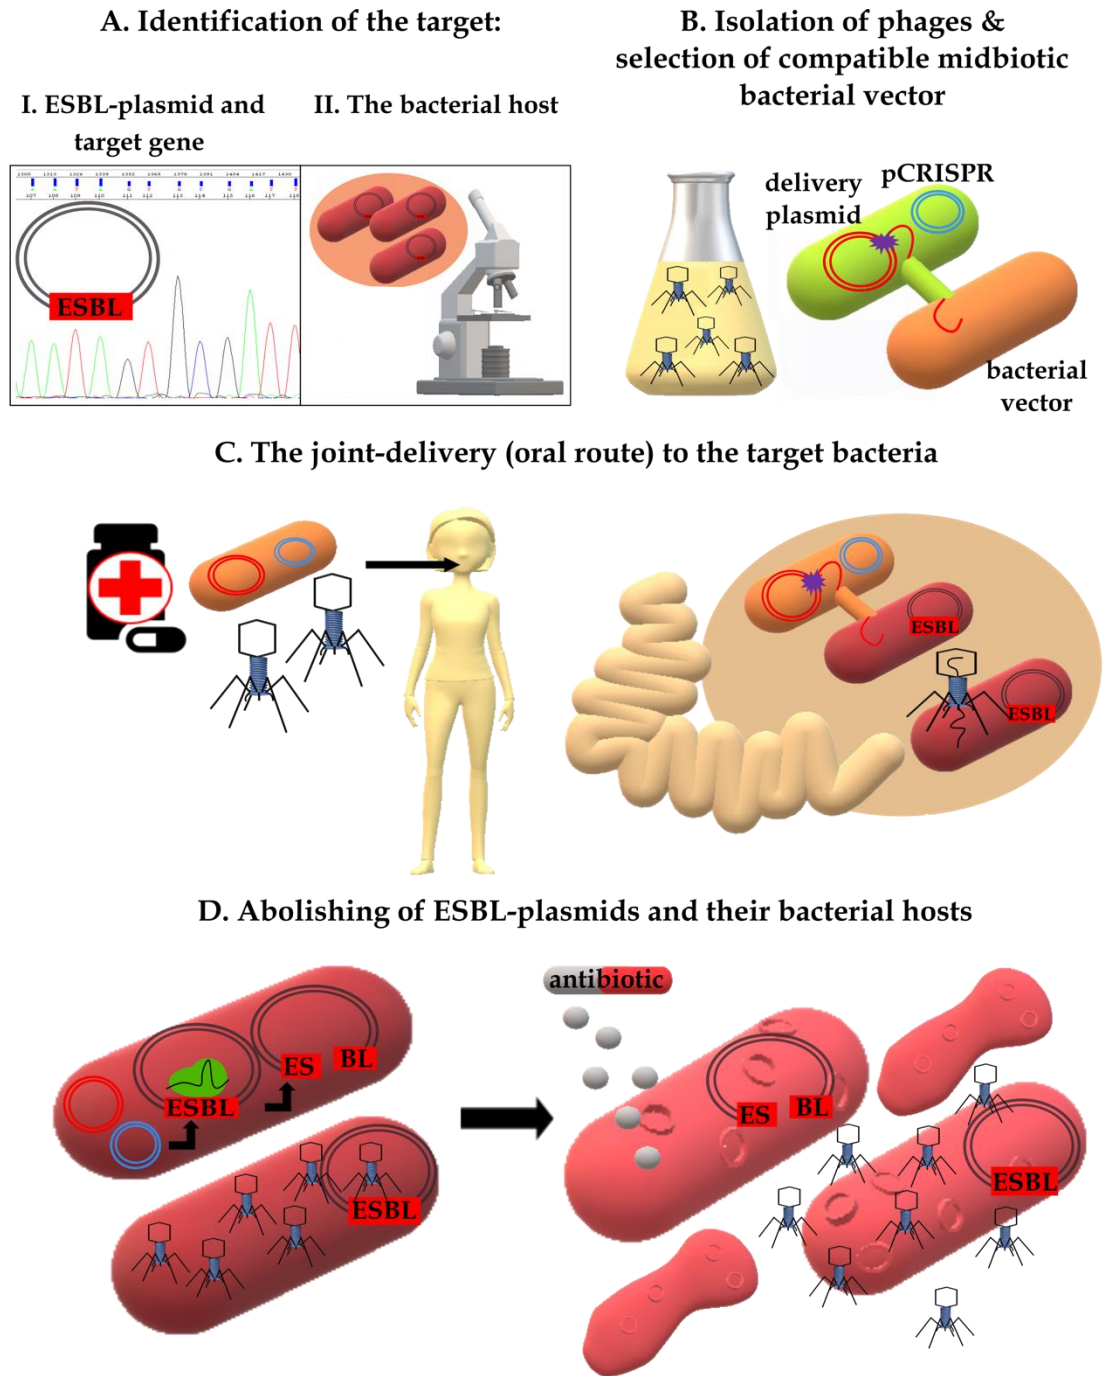 A. Identification of the target:
I. ESBL-plasmid and
target gene
II. The bacterial host
ESBL
B. Isolation of phages &
selection of compatible midbiotic
bacterial vector
delivery
plasmid
pCRISPR
bacterial
vector
C. The joint-delivery (oral route) to the target bacteria
ESBL
ESBL
D. Abolishing of ESBL-plasmids and their bacterial hosts
ES BL
ESBL
ESBL
antibiotic
ES BL
ESBL